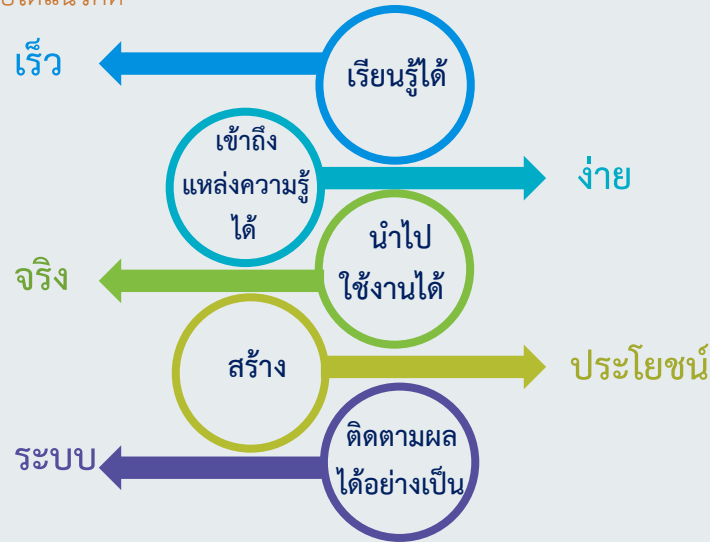 เร็ว
เรียนรู้ได้
เข้าถึง
แหล่งความรู้
ได้
ง่าย
นำไป
ใช้งานได้
จริง
สร้าง
ประโยชน์
ติดตามผล
ได้อย่างเป็น
ระบบ